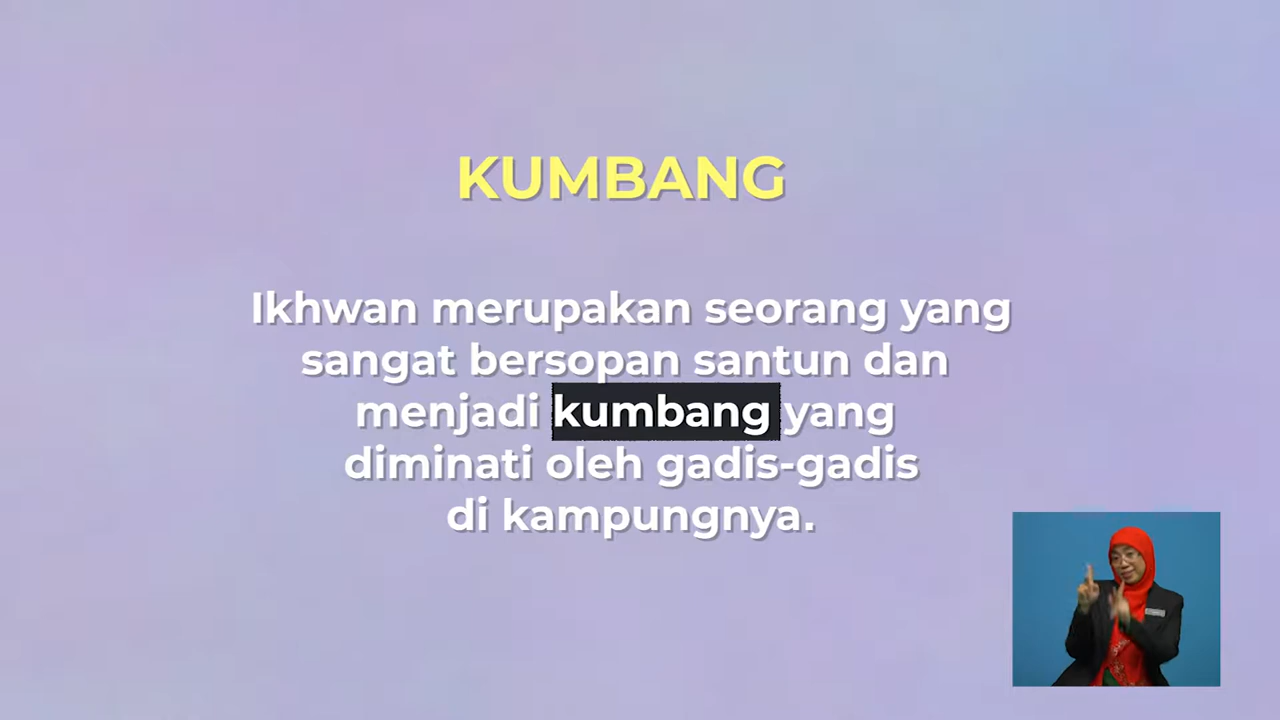 KUMBANG
Ikhwan merupakan seorang yang
sangat bersopan santun dan
menjadi kumbang yang
diminati oleh gadis-gadis
di kampungnya.